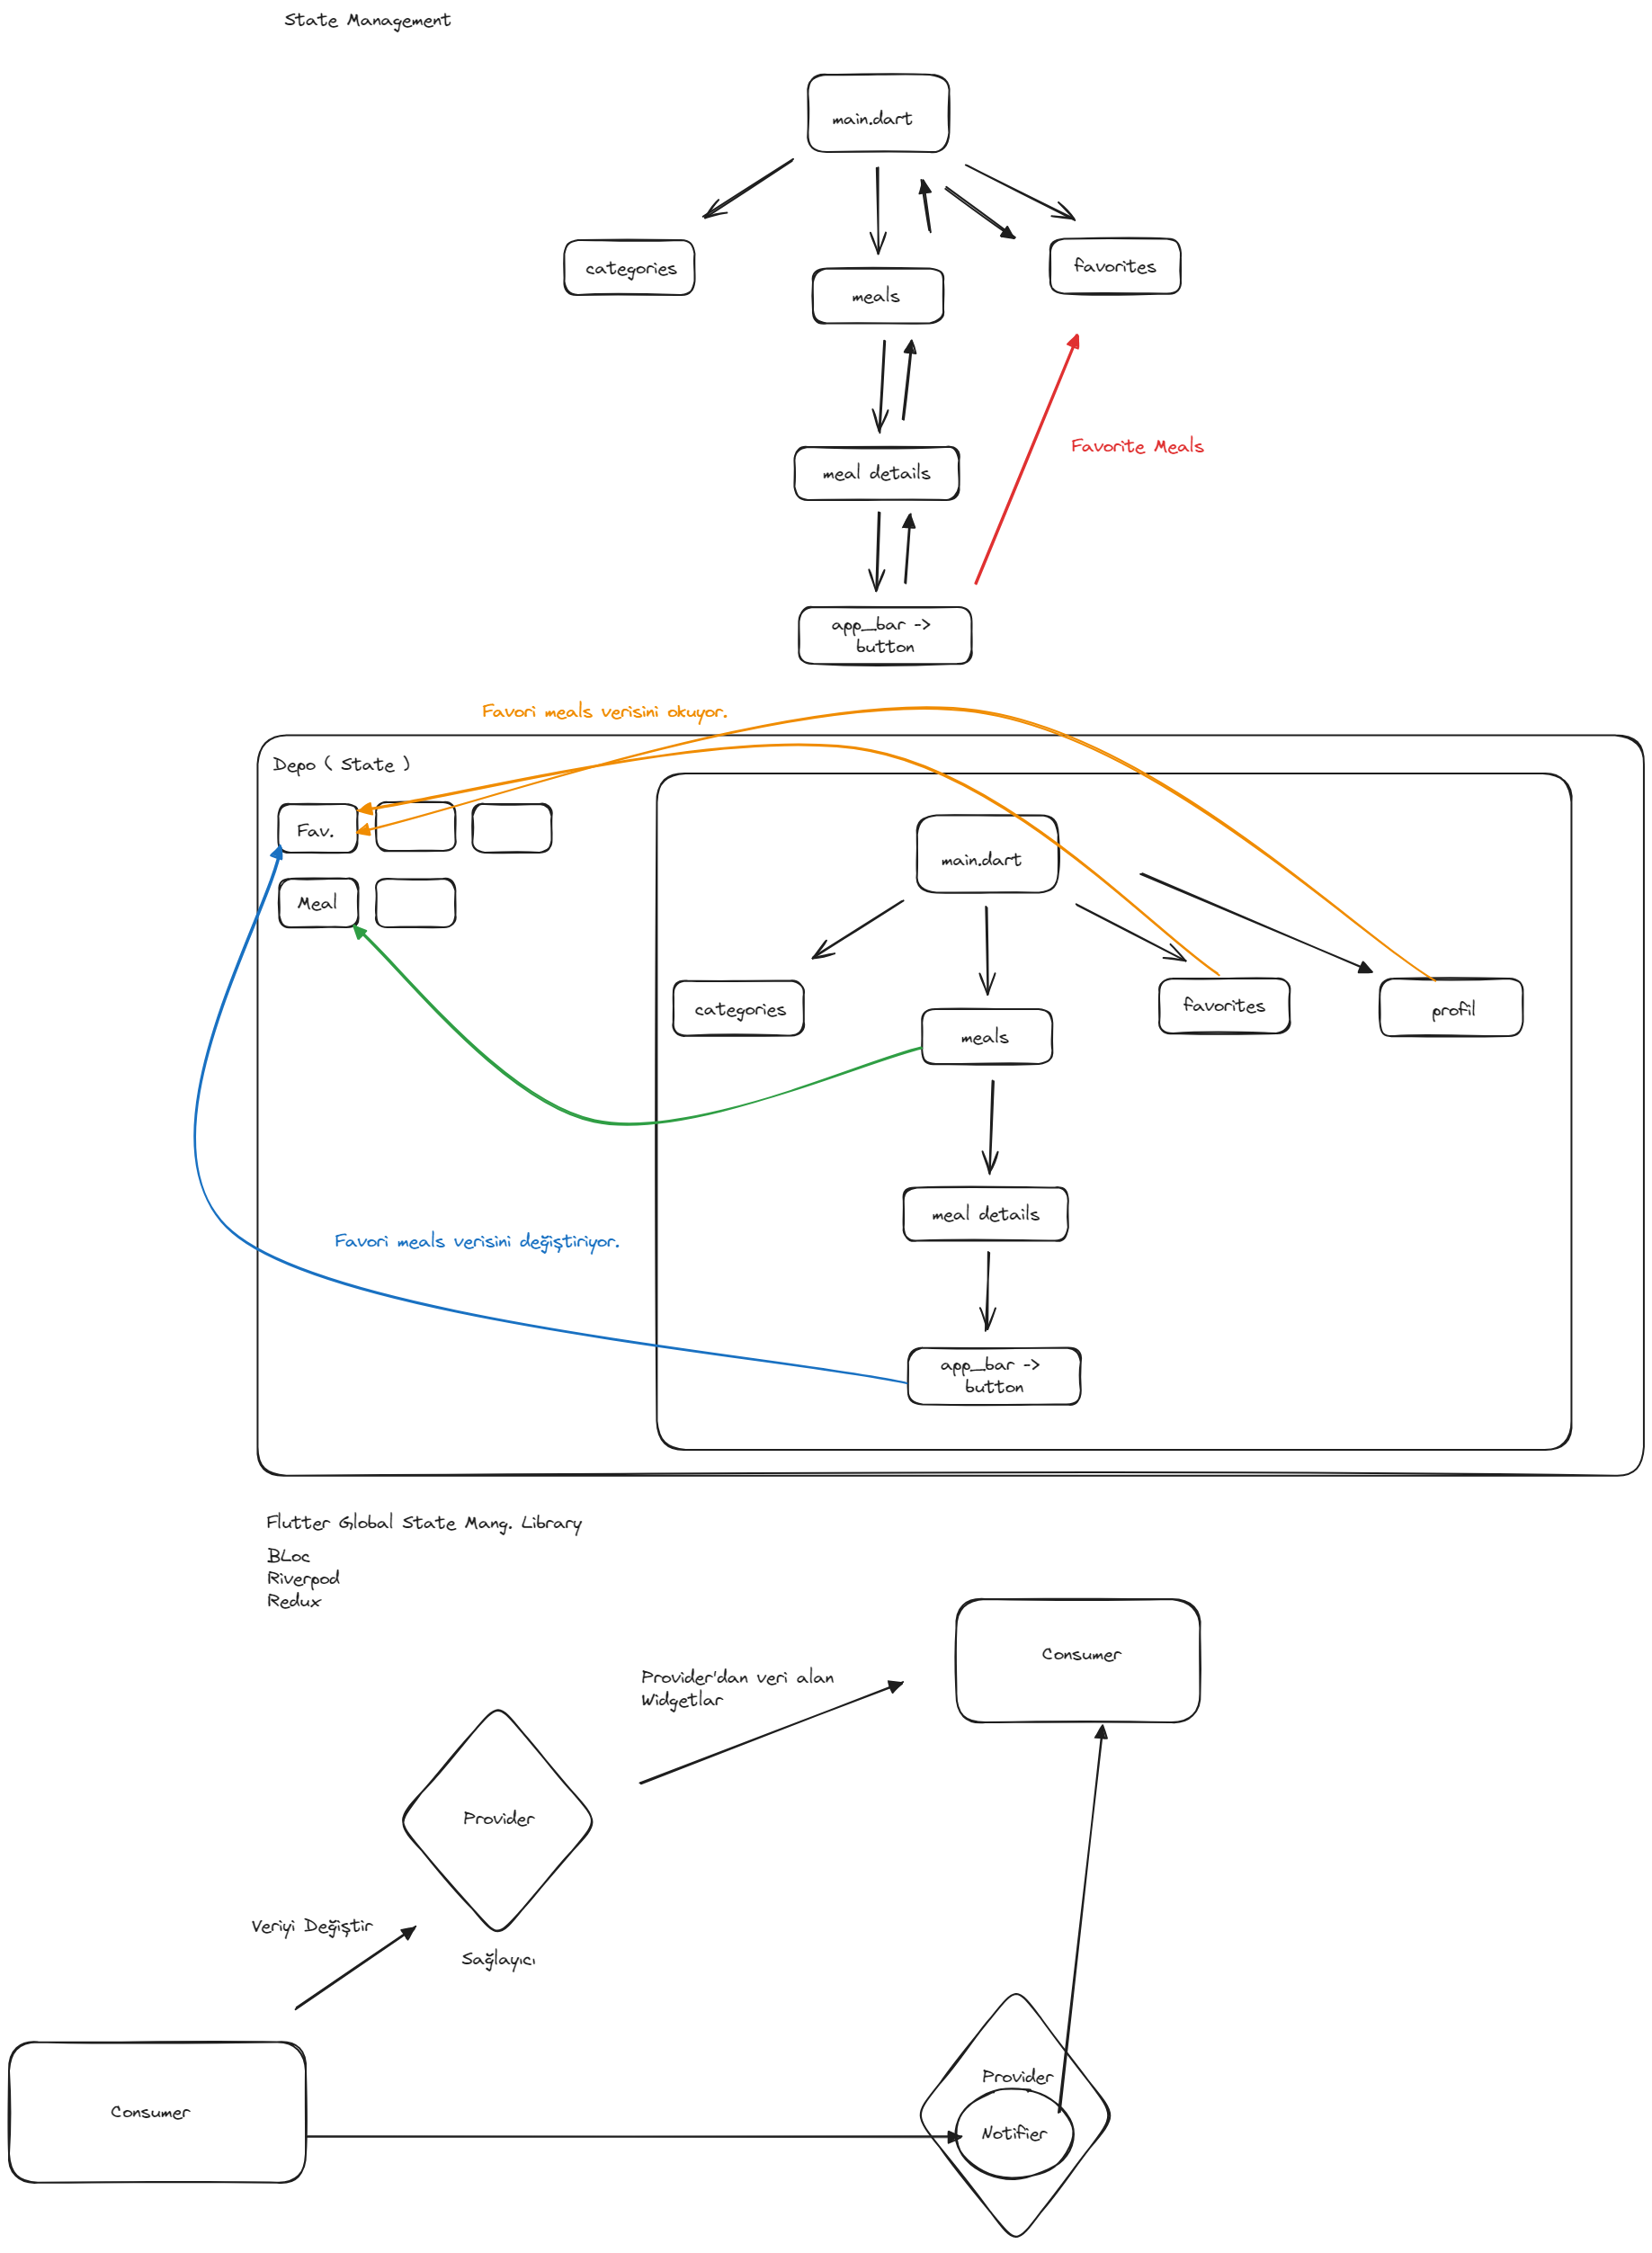 State Management
main.dart
categories
meals
favorites
meal details
Favorite Meals
app_bar ->
button
Favori meals verisini okuyor.
Depo ( State )
Fav.
Meal
main.dart
categories
meals
favorites
profil
meal details
Favori meals verisini değiştiriyor.
app_bar ->
button
Flutter Global State Mang. Library
BLoc
Riverpod
Redux
Consumer
Provider'dan veri alan
Widgetlar
Provider
Veriyi Değiştir
Sağlayıcı
Provider
Consumer
Notifier